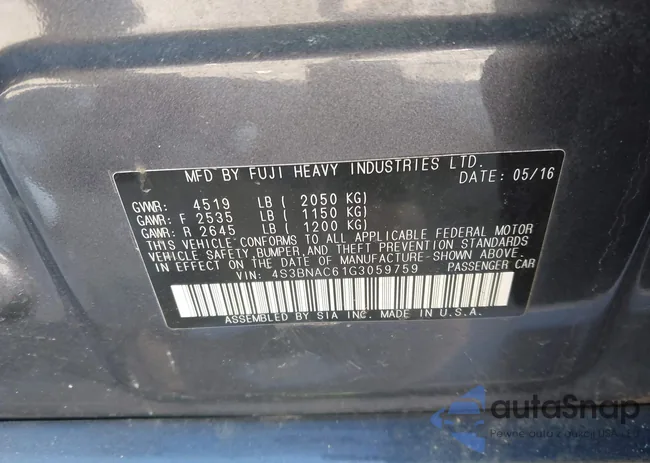 MFD BY FUJI HEAVY INDUSTRIES LTD.
DATE: 05/16
GVWR: 4519 LB ( 2050 KG)
GAWR: F 2535 LB ( 1150 KG)
GAWR: R 2645 LB ( 1200 KG)
THIS VEHICLE CONFORMS TO ALL APPLICABLE FEDERAL MOTOR
VEHICLE SAFETY,BUMPER,AND THEFT PREVENTION STANDARDS
IN EFFECT ON THE DATE OF MANUFACTURE-SHOWN ABOVE.
VIN: 4S3BNAC61G3059759 PASSENGER CAR
ASSEMBLED BY SIA INC. MADE IN U.S.A.
autaSnap